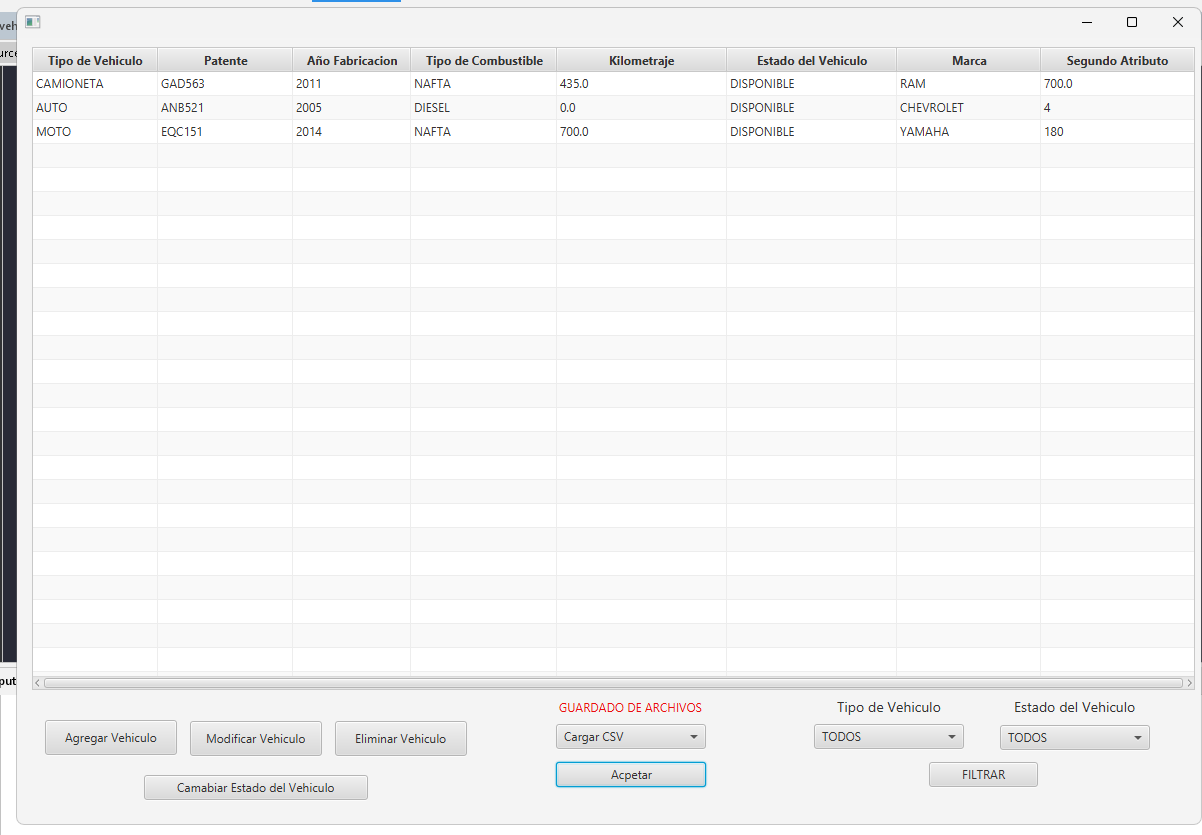 veh
urce
Tipo de Vehiculo Patente Año Fabricacion Tipo de Combustible Kilometraje Estado del Vehiculo Marca Segundo Atributo
CAMIONETA GAD563 2011 NAFTA 435.0 DISPONIBLE RAM 700.0
AUTO ANB521 2005 DIESEL 0.0 DISPONIBLE CHEVROLET 4
MOTO EQC151 2014 NAFTA 700.0 DISPONIBLE YAMAHA 180
put
GUARDADO DE ARCHIVOS Tipo de Vehiculo Estado del Vehiculo
Agregar Vehiculo Modificar Vehiculo Eliminar Vehiculo Cargar CSV TODOS TODOS
Camabiar Estado del Vehiculo Acpetar FILTRAR